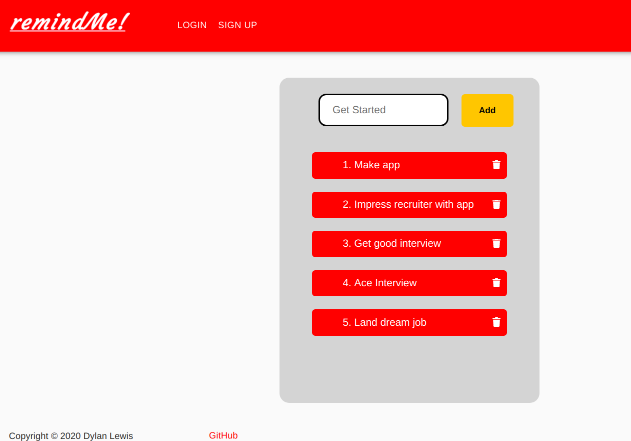 remindMe!
LOGIN
SIGN UP
Get Started
Add
1. Make app
2. Impress recruiter with app
3. Get good interview
4. Ace Interview
5. Land dream job
Copyright © 2020 Dylan Lewis
GitHub